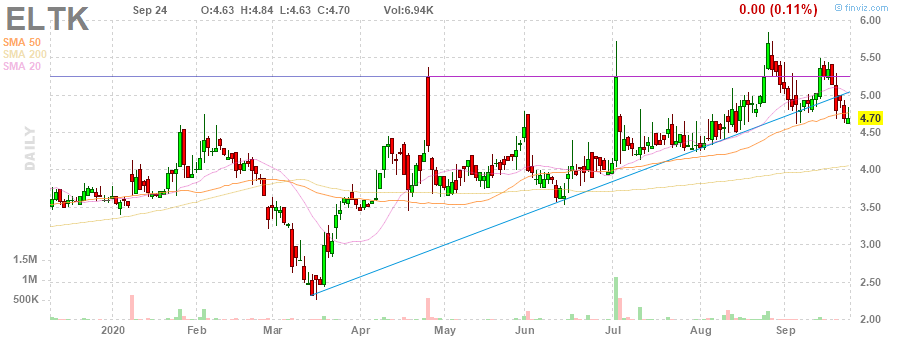 ELTK Sep 24 O:4.63 H:4.84 L:4.63 C:4.70 Vol:6.94K 0.00 (0.11%) © finviz.com
SMA 50
SMA 200
SMA 20
DAILY
6.00
5.50
5.00
4.70
4.50
4.00
3.50
3.00
2.50
2.00
1.5M
1M
500K
2020 Feb Mar Apr May Jun Jul Aug Sep